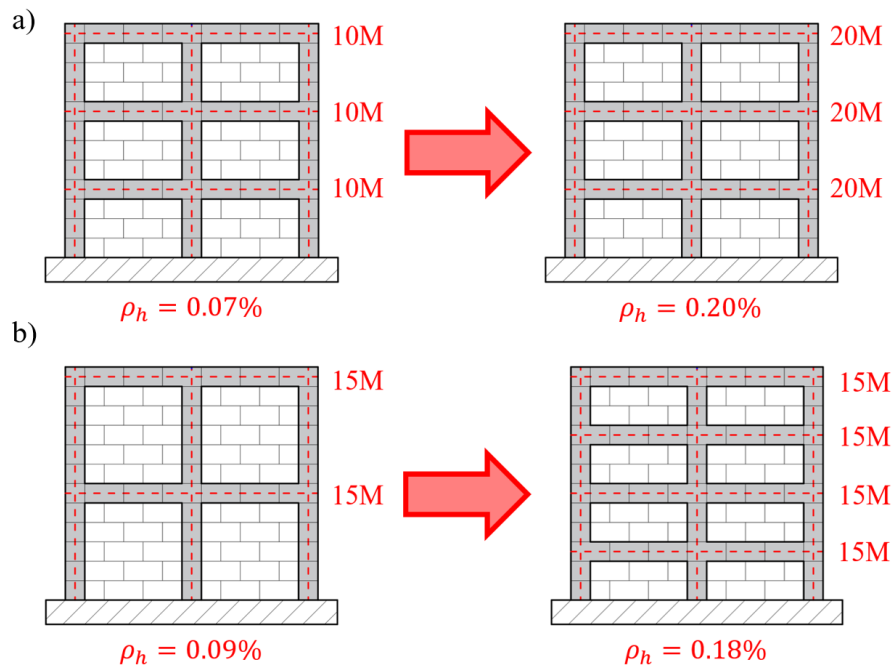 a)
10M 20M
10M 20M
10M 20M
ρₕ = 0.07% ρₕ = 0.20%
b)
15M 15M
15M
15M 15M
15M
ρₕ = 0.09% ρₕ = 0.18%